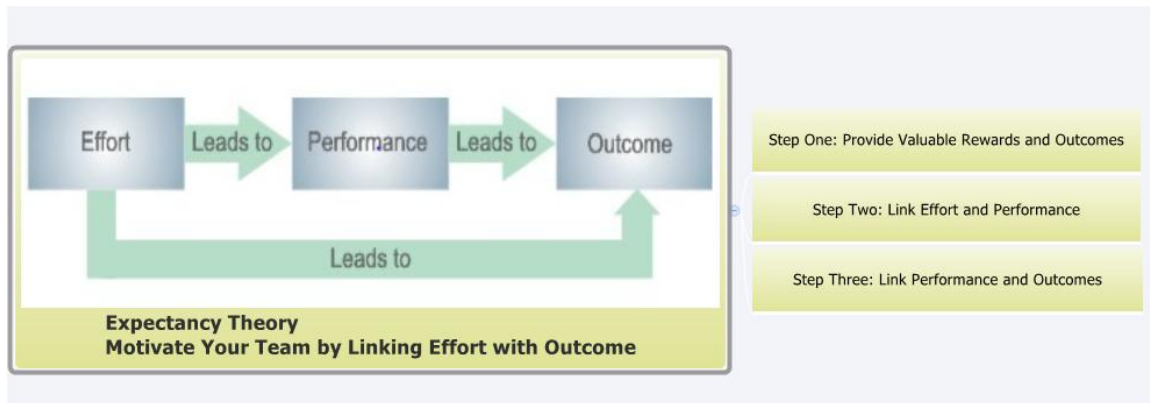 Effort
Leads to
Performance
Leads to
Outcome
Leads to
Expectancy Theory
Motivate Your Team by Linking Effort with Outcome
Step One: Provide Valuable Rewards and Outcomes
Step Two: Link Effort and Performance
Step Three: Link Performance and Outcomes